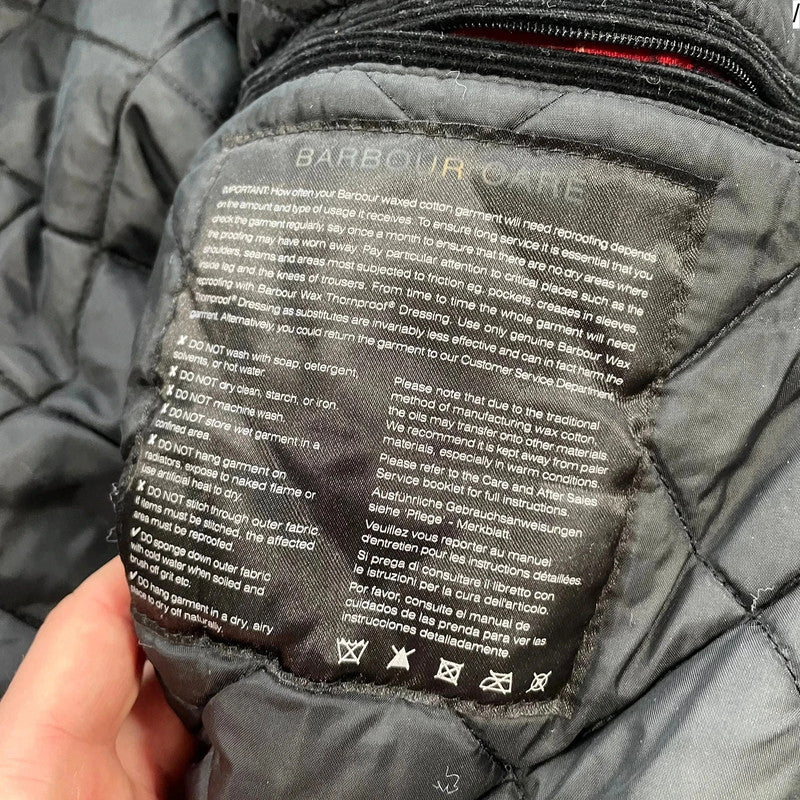 BARBOUR CARE
IMPORTANT: How often your Barbour waxed cotton garment will need reproofing depends
on the amount and type of usage it receives. To ensure long service it is essential that you
check the garment regularly, say once a month to ensure that there are no dry areas where
the proofing may have worn away. Pay particular attention to critical places such as the
shoulders, seams and areas most subjected to friction eg. pockets, creases in sleeves,
side leg and the knees of trousers. From time to time the whole garment will need
reproofing with Barbour Wax Thornproof® Dressing. Use only genuine Barbour Wax
Thornproof® Dressing as substitutes are invariably less effective and can in fact harm the
garment. Alternatively, you could return the garment to our Customer Service Department.
✗ DO NOT wash with soap, detergent,
solvents, or hot water.
✗ DO NOT dry clean, starch, or iron.
✗ DO NOT machine wash.
✗ DO NOT store wet garment in a
confined area.
✗ DO NOT hang garment on
radiators, expose to naked flame or
use artificial heat to dry.
✗ DO NOT stitch through outer fabric,
if items must be stitched, the affected
area must be reproofed.
✓ DO sponge down outer fabric
with cold water when soiled and
brush off grit etc.
✓ DO hang garment in a dry, airy
place to dry off naturally.
Please note that due to the traditional
method of manufacturing wax cotton,
the oils may transfer onto other materials.
We recommend it is kept away from paler
materials, especially in warm conditions.
Please refer to the Care and After Sales
Service booklet for full instructions.
Ausführliche Gebrauchsanweisungen
siehe 'Pflege' - Merkblatt.
Veuillez vous reporter au manuel
d'entretien pour les instructions détaillées.
Si prega di consultare il libretto con
le istruzioni per la cura dell'articolo.
Por favor, consulte el manual de
cuidados de las prenda para ver las
instrucciones detalladamente.